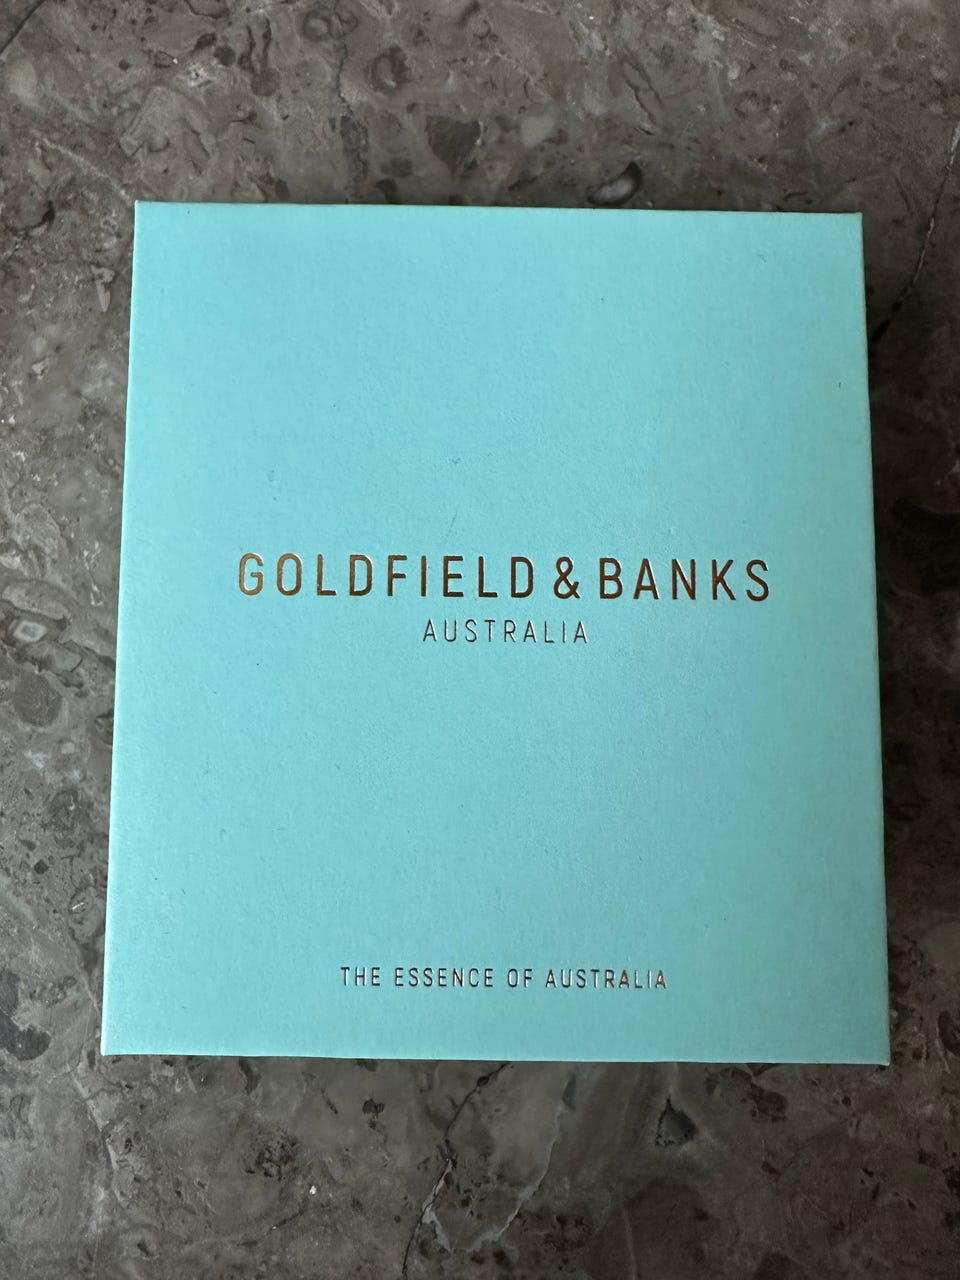 GOLDFIELD & BANKS
AUSTRALIA
THE ESSENCE OF AUSTRALIA